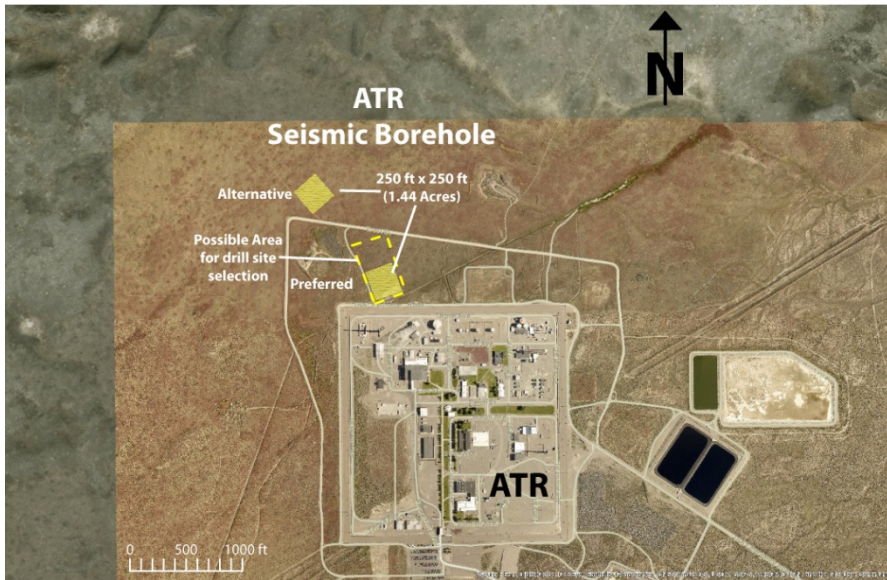 N
ATR
Seismic Borehole
Alternative
250 ft x 250 ft
(1.44 Acres)
Possible Area
for drill site
selection
Preferred
ATR
0 500 1000 ft